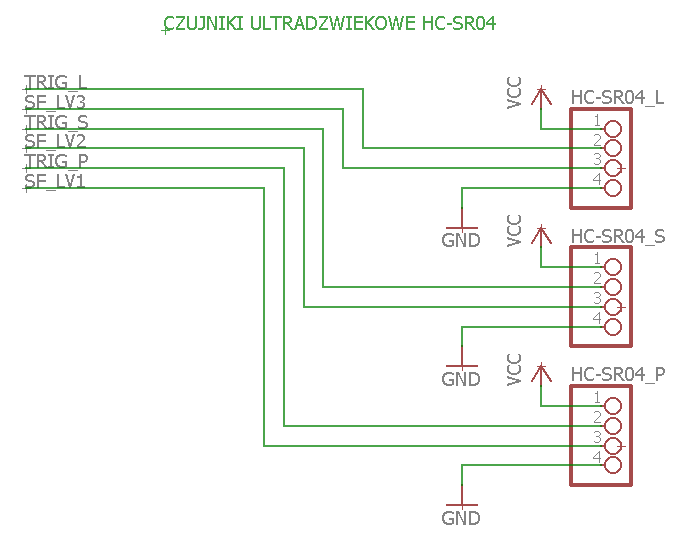 CZUJNIKI ULTRADZWIEKOWE HC-SR04
TRIG_L
SF_LV3
TRIG_S
SF_LV2
TRIG_P
SF_LV1
VCC
HC-SR04_L
1
2
3
4
GND
VCC
HC-SR04_S
1
2
3
4
GND
VCC
HC-SR04_P
1
2
3
4
GND